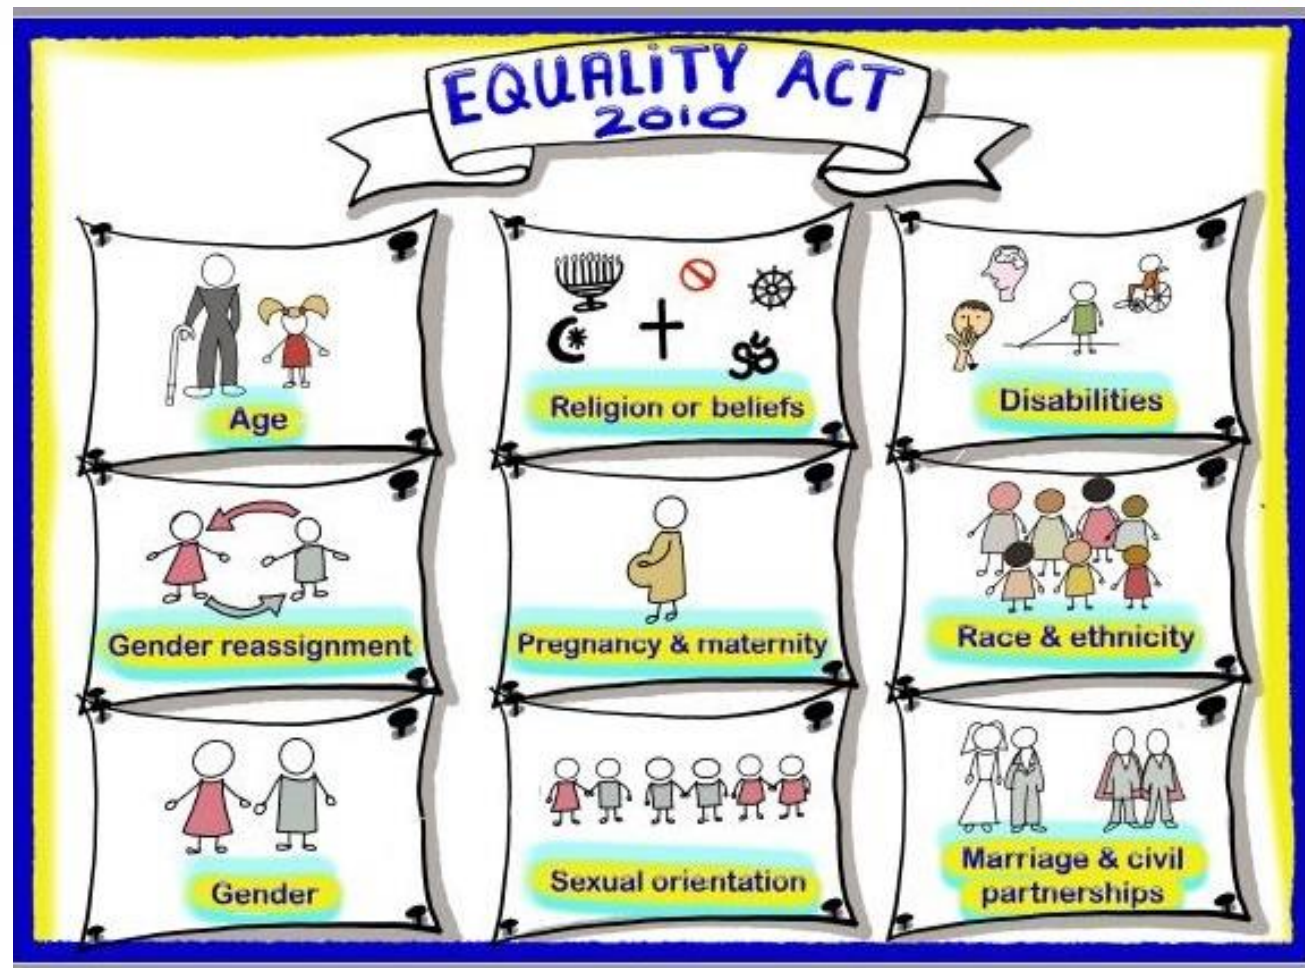 EQUALITY ACT
2010
Age
Religion or beliefs
Disabilities
Gender reassignment
Pregnancy & maternity
Race & ethnicity
Gender
Sexual orientation
Marriage & civil
partnerships